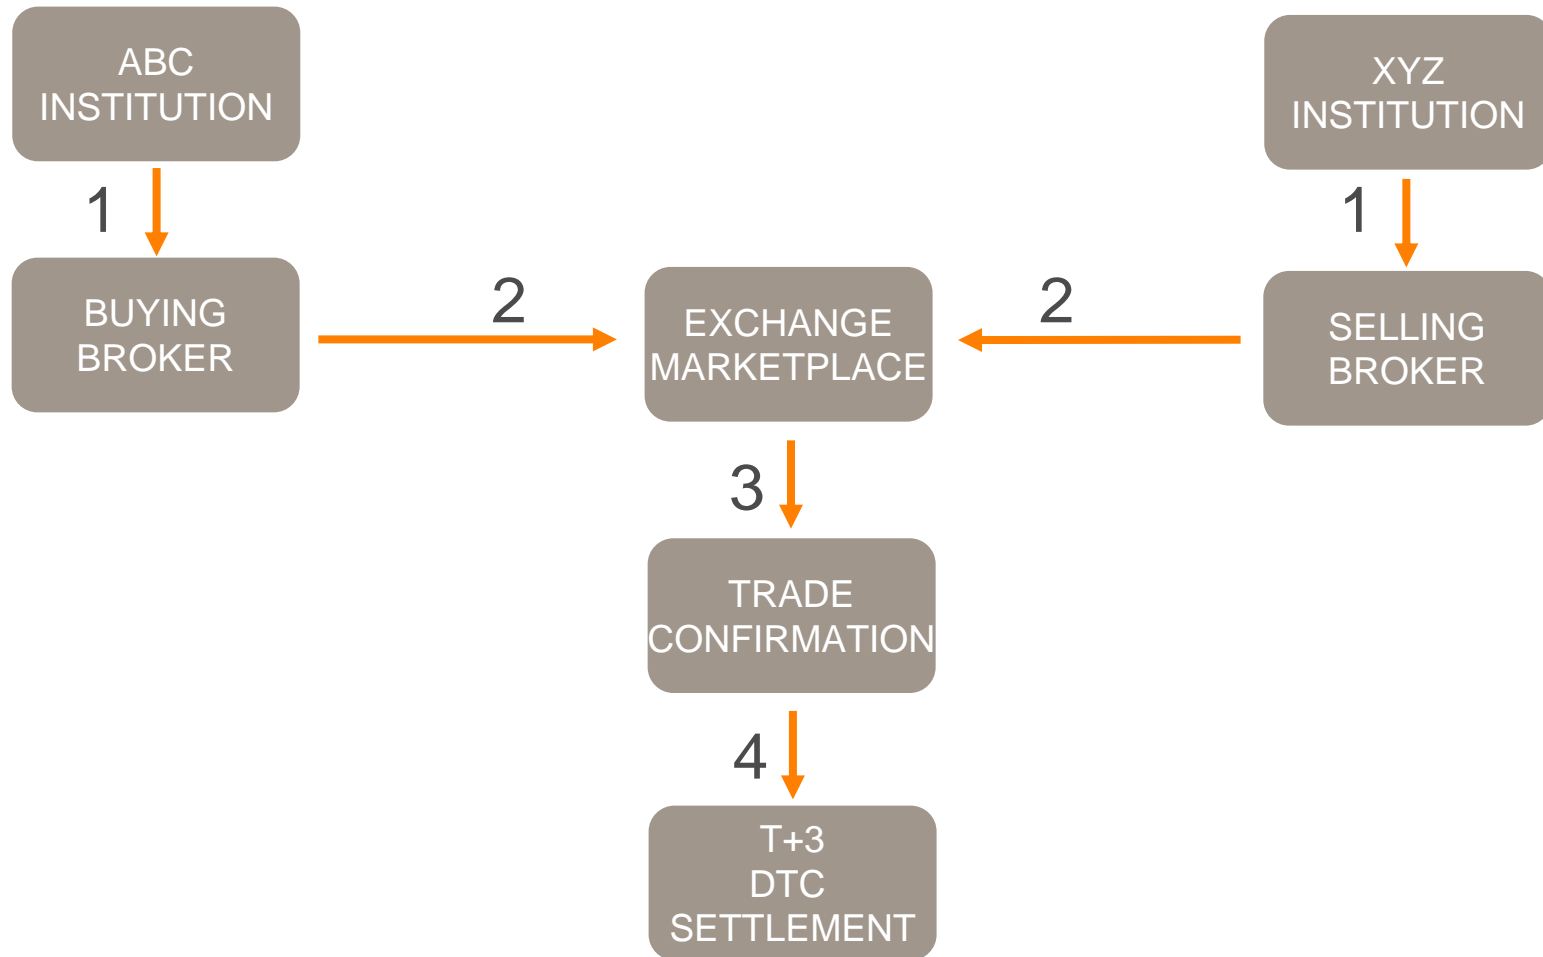 ABC
INSTITUTION
XYZ
INSTITUTION
1
1
BUYING
BROKER
2
EXCHANGE
MARKETPLACE
2
SELLING
BROKER
3
TRADE
CONFIRMATION
4
T+3
DTC
SETTLEMENT